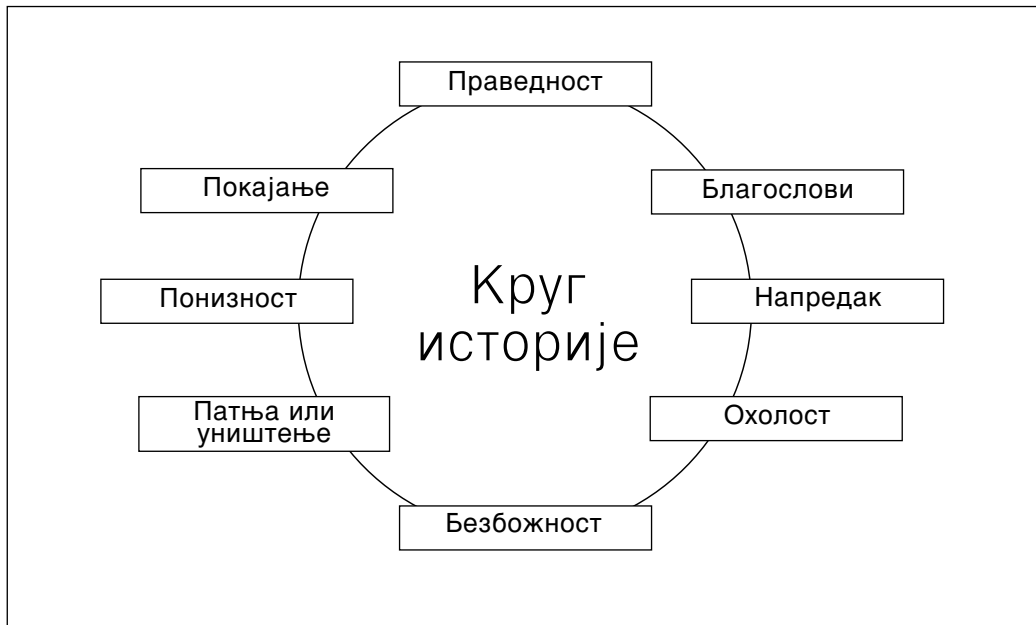 Праведност
Покајање
Благослови
Понизност
Круг
историје
Напредак
Патња или
уништење
Охолост
Безбожност